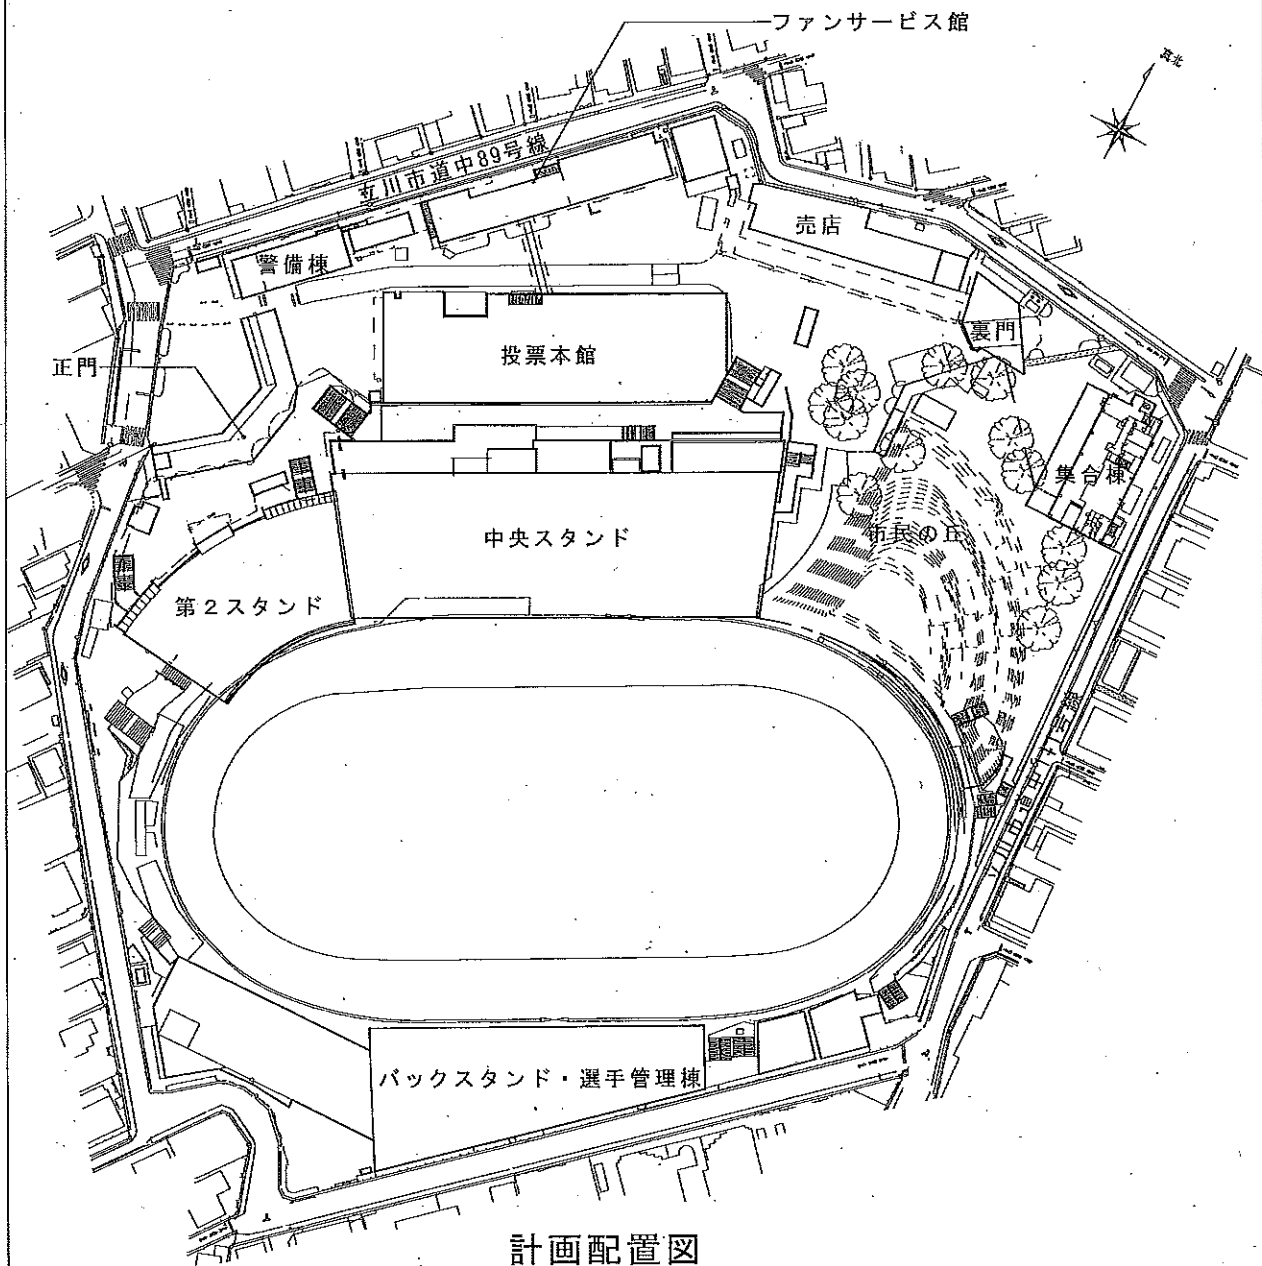 ファンサービス館
真北
立川市道中89号線
売店
警備棟
裏門
投票本館
正門
集合棟
中央スタンド
市民の丘
第2スタンド
バックスタンド・選手管理棟
計画配置図